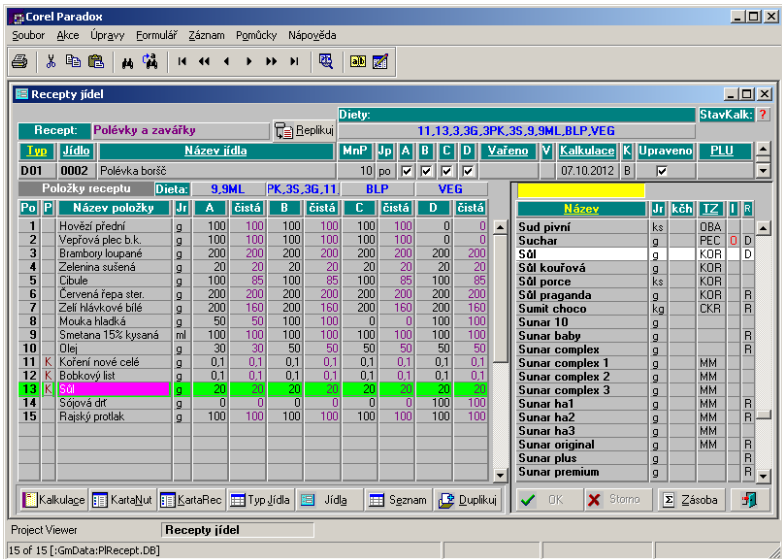 Corel Paradox
Soubor Akce Úpravy Formulář Záznam Pomůcky Nápověda
Recepty jídel
Diety: StavKalk: ?
Recept: Polévky a zavářky Replikuj 11,13,3,3G,3PK,3S,9,9ML,BLP,VEG
Typ Jídlo Název jídla MnP Jp A B C D Vařeno V Kalkulace K Upraveno PLU
D01 0002 Polévka boršč 10 po 07.10.2012 B
Položky receptu Dieta: 9,9ML PK,3S,3G,11, BLP VEG
Po P Název položky Jr A čistá B čistá C čistá D čistá
1 Hovězí přední g 100 100 100 100 100 100 0 0
2 Vepřová plec b.k. g 100 100 100 100 100 100 0 0
3 Brambory loupané g 200 200 200 200 200 200 200 200
4 Zelenina sušená g 20 20 20 20 20 20 20 20
5 Cibule g 100 85 100 85 100 85 100 85
6 Červená řepa ster. g 200 200 200 200 200 200 200 200
7 Zelí hlávkové bílé g 200 160 200 160 200 160 200 160
8 Mouka hladká g 50 50 100 100 0 0 100 100
9 Smetana 15% kysaná ml 100 100 100 100 100 100 100 100
10 Olej g 30 30 50 50 50 50 50 50
11 K Koření nové celé g 0,1 0,1 0,1 0,1 0,1 0,1 0,1 0,1
12 K Bobkový list g 0,1 0,1 0,1 0,1 0,1 0,1 0,1 0,1
13 K Sůl g 20 20 20 20 20 20 20 20
14 Sójová drť g 0 0 0 0 0 0 100 100
15 Rajský protlak g 100 100 100 100 100 100 100 100
Název Jr kčh TZ I R
Sud pivní ks OBA
Suchar g PEC O D
Sůl g KOR D
Sůl kouřová g KOR
Sůl porce ks KOR
Sůl praganda g KOR R
Sumit choco kg CKR R
Sunar 10 g
Sunar baby g R
Sunar complex g R
Sunar complex 1 g MM
Sunar complex 2 g MM
Sunar complex 3 g MM
Sunar ha1 g MM R
Sunar ha2 g MM R
Sunar ha3 g MM
Sunar original g MM R
Sunar plus g R
Sunar premium g R
Kalkulace KartaNut KartaRec Typ Jídla Jídla Seznam Duplikuj OK Storno Σ Zásoba
Project Viewer Recepty jídel
15 of 15 [:GmData:PlRecept.DB]